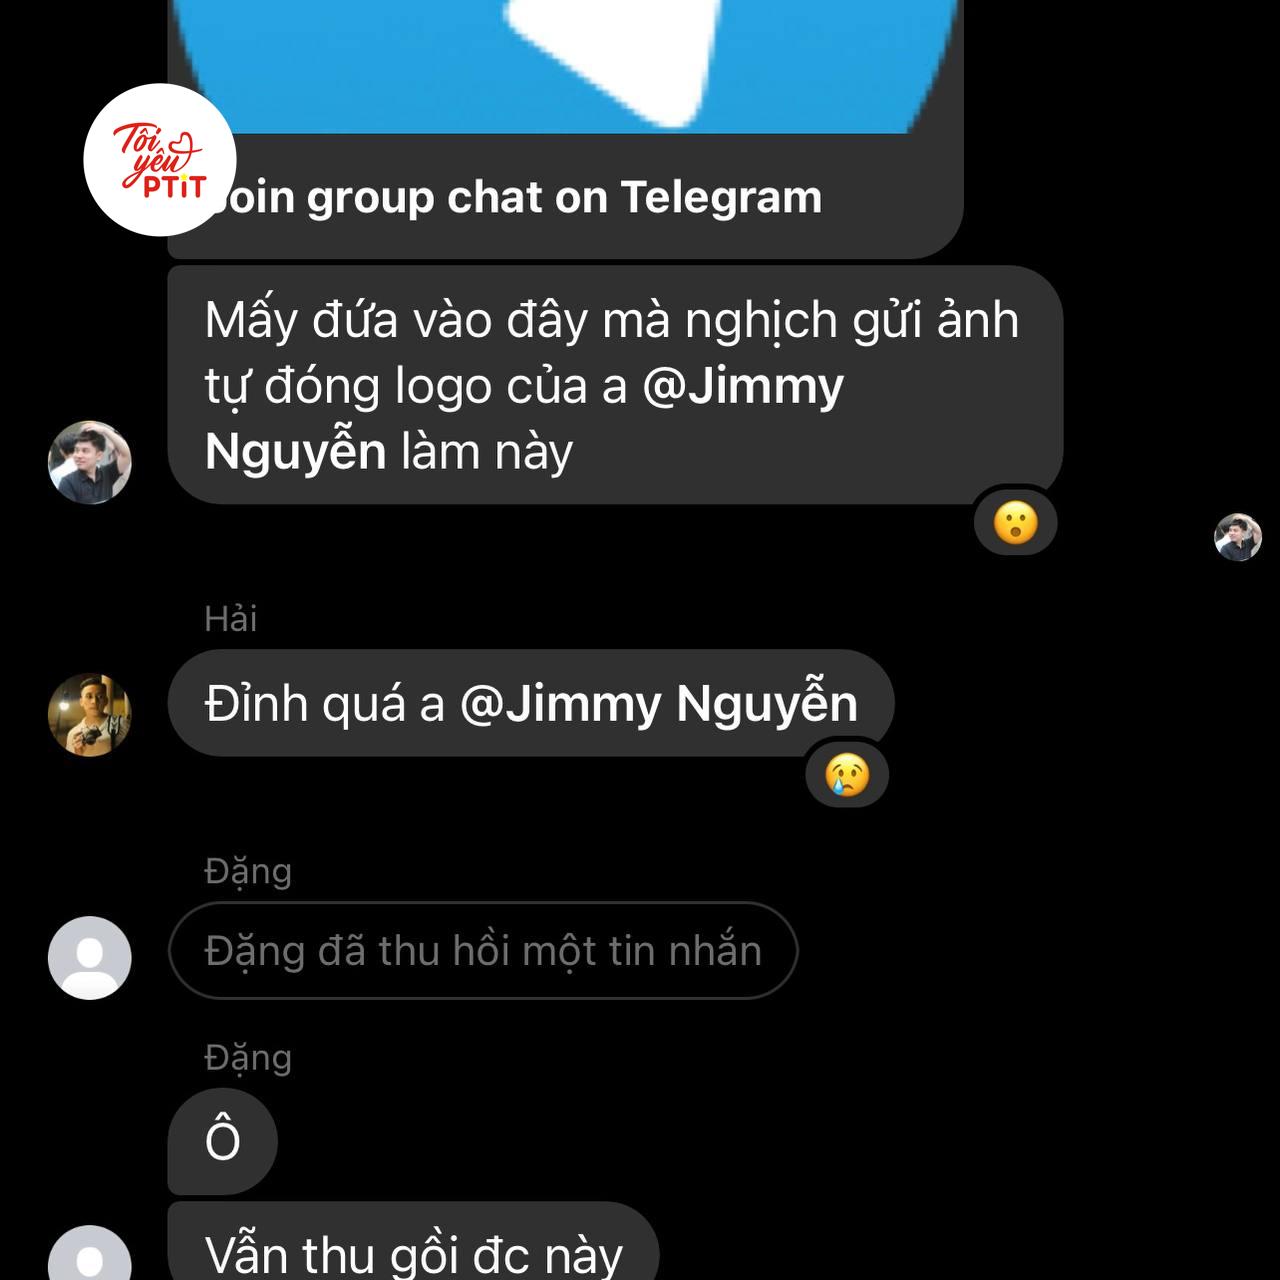 Tôi
yêu
PTiT
oin group chat on Telegram
Mấy đứa vào đây mà nghịch gửi ảnh
tự đóng logo của a @Jimmy
Nguyễn làm này
Hải
Đỉnh quá a @Jimmy Nguyễn
Đặng
Đặng đã thu hồi một tin nhắn
Đặng
Ô
Vẫn thu gồi đc này